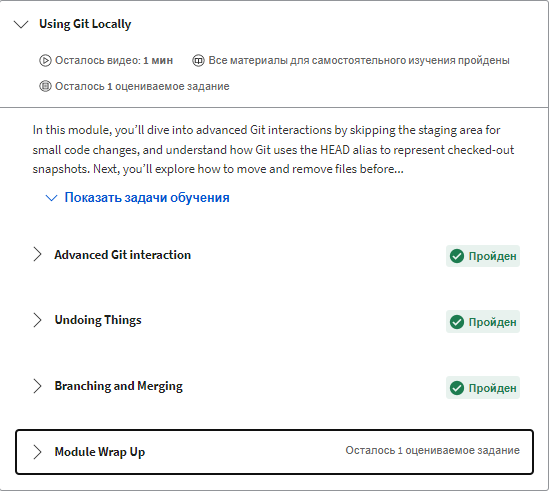 Using Git Locally
Осталось видео: 1 мин Все материалы для самостоятельного изучения пройдены
Осталось 1 оцениваемое задание
In this module, you’ll dive into advanced Git interactions by skipping the staging area for
small code changes, and understand how Git uses the HEAD alias to represent checked-out
snapshots. Next, you’ll explore how to move and remove files before...
Показать задачи обучения
Advanced Git interaction Пройден
Undoing Things Пройден
Branching and Merging Пройден
Module Wrap Up Осталось 1 оцениваемое задание